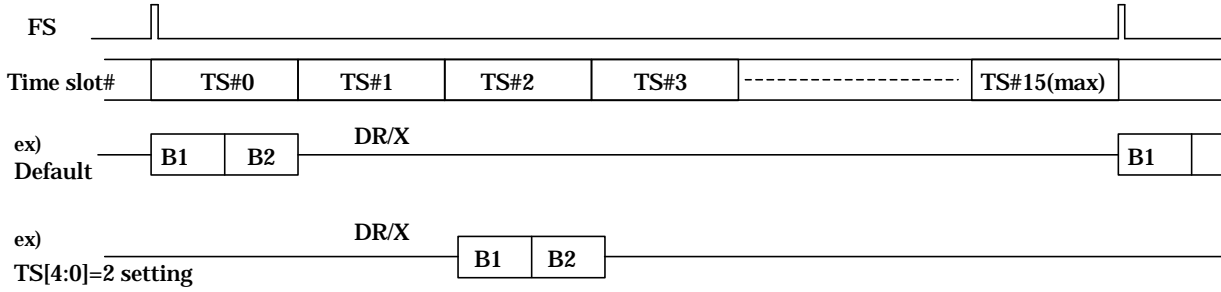 FS
Time slot# TS#0 TS#1 TS#2 TS#3 TS#15(max)
ex)
Default
DR/X
B1 B2 B1
ex)
TS[4:0]=2 setting
DR/X
B1 B2